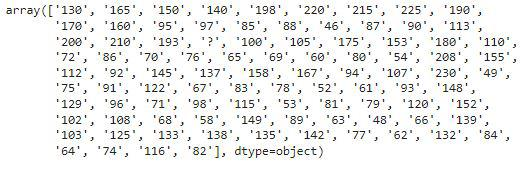 array(['130', '165', '150', '140', '198', '220', '215', '225', '190',
'170', '160', '95', '97', '85', '88', '46', '87', '90', '113',
'200', '210', '193', '?', '100', '105', '175', '153', '180', '110',
'72', '86', '70', '76', '65', '69', '60', '80', '54', '208', '155',
'112', '92', '145', '137', '158', '167', '94', '107', '230', '49',
'75', '91', '122', '67', '83', '78', '52', '61', '93', '148',
'129', '96', '71', '98', '115', '53', '81', '79', '120', '152',
'102', '108', '68', '58', '149', '89', '63', '48', '66', '139',
'103', '125', '133', '138', '135', '142', '77', '62', '132', '84',
'64', '74', '116', '82'], dtype=object)